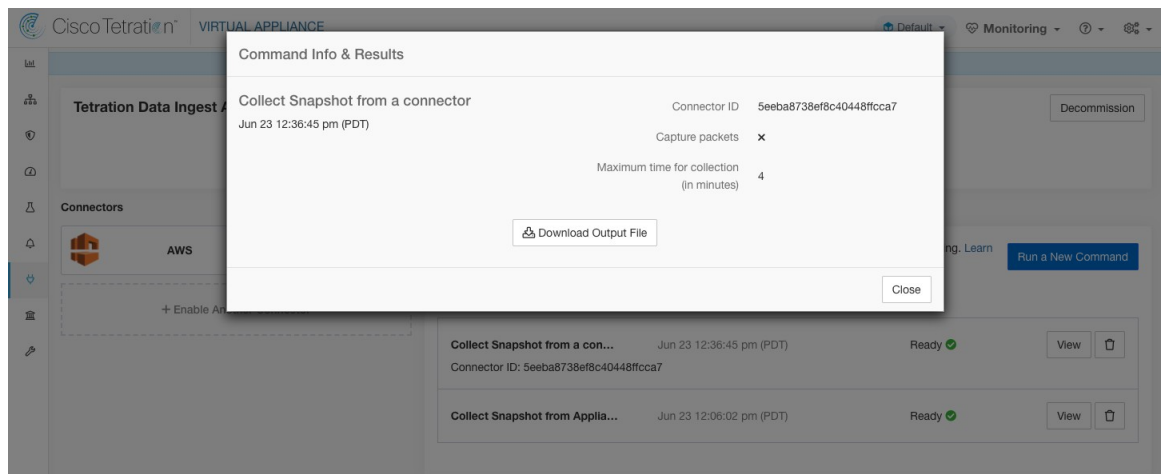 Cisco Tetration™
VIRTUAL APPLIANCE
Default
Monitoring
Command Info & Results
Collect Snapshot from a connector
Jun 23 12:36:45 pm (PDT)
Connector ID 5eeba8738ef8c40448ffcca7
Capture packets ×
Maximum time for collection
(in minutes) 4
Download Output File
Close
Tetration Data Ingest A
Decommission
Connectors
AWS
ng. Learn
Run a New Command
+ Enable An
Collect Snapshot from a con... Jun 23 12:36:45 pm (PDT) Ready View
Connector ID: 5eeba8738ef8c40448ffcca7
Collect Snapshot from Applia... Jun 23 12:06:02 pm (PDT) Ready View